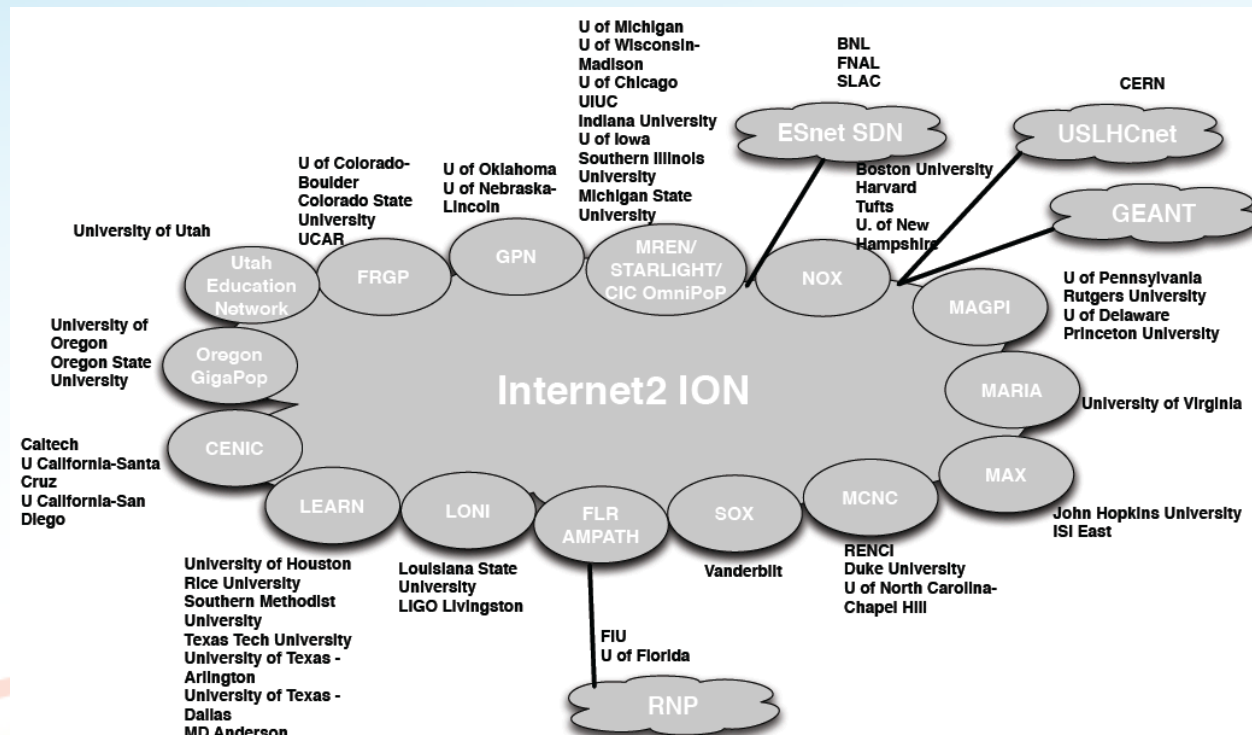 U of Michigan
U of Wisconsin-
Madison
U of Chicago
UIUC
Indiana University
U of Iowa
Southern Illinois
University
Michigan State
University
BNL
FNAL
SLAC
CERN
ESnet SDN
USLHCnet
GEANT
U of Colorado-
Boulder
Colorado State
University
UCAR
U of Oklahoma
U of Nebraska-
Lincoln
Boston University
Harvard
Tufts
U. of New
Hampshire
University of Utah
Utah
Education
Network
FRGP
GPN
MREN/
STARLIGHT/
CIC OmniPoP
NOX
MAGPI
U of Pennsylvania
Rutgers University
U of Delaware
Princeton University
University of
Oregon
Oregon State
University
Oregon
GigaPop
Internet2 ION
MARIA
University of Virginia
CENIC
Caltech
U California-Santa
Cruz
U California-San
Diego
MAX
John Hopkins University
ISI East
LEARN
LONI
FLR
AMPATH
SOX
MCNC
University of Houston
Rice University
Southern Methodist
University
Texas Tech University
University of Texas -
Arlington
University of Texas -
Dallas
MD Anderson
Louisiana State
University
LIGO Livingston
Vanderbilt
RENCI
Duke University
U of North Carolina-
Chapel Hill
FIU
U of Florida
RNP